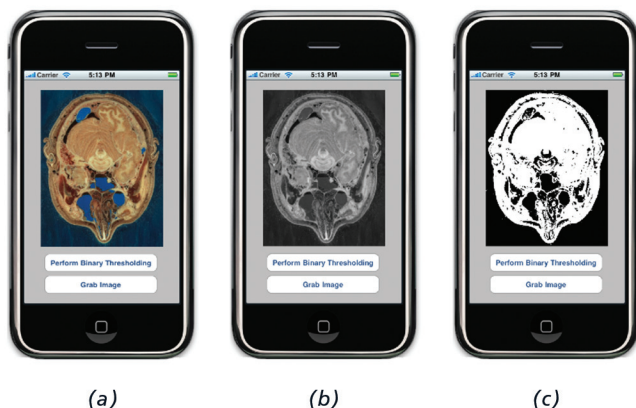 Carrier 5:13 PM
Perform Binary Thresholding
Grab Image
(a)
Carrier 5:13 PM
Perform Binary Thresholding
Grab Image
(b)
Carrier 5:13 PM
Perform Binary Thresholding
Grab Image
(c)